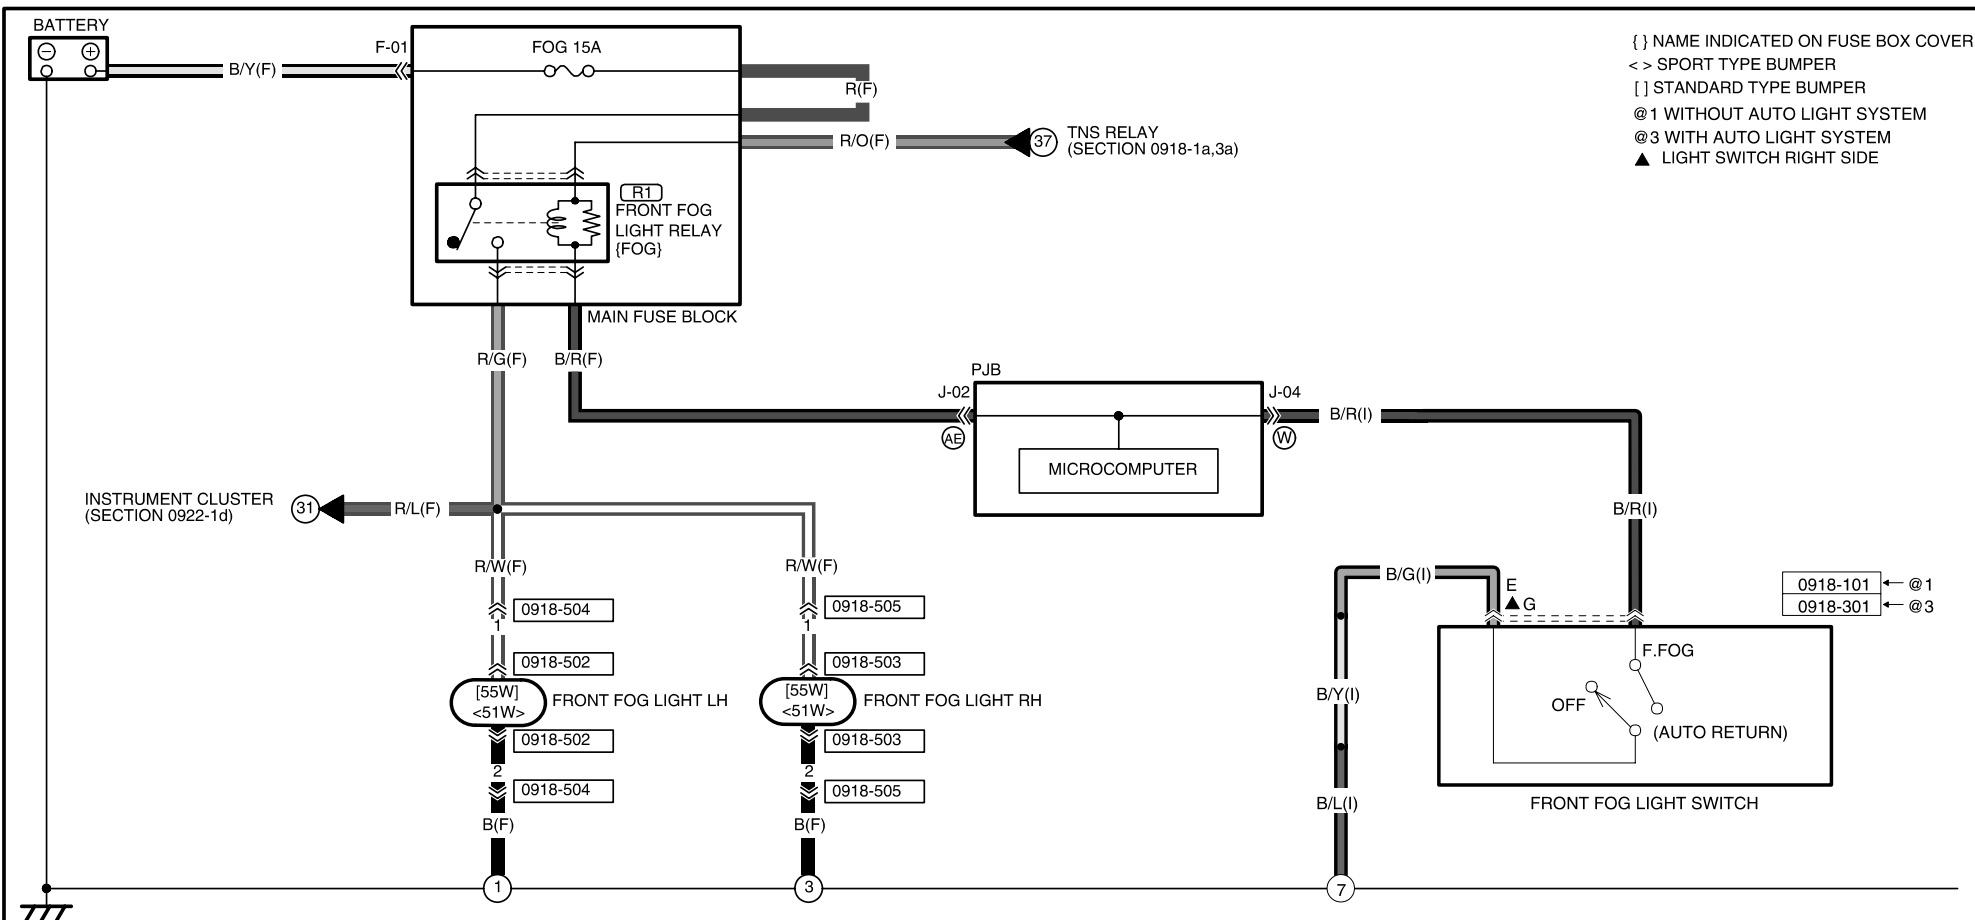 BATTERY
B/Y(F)
F-01
FOG 15A
R(F)
R/O(F)
37
TNS RELAY
(SECTION 0918-1a,3a)
{ } NAME INDICATED ON FUSE BOX COVER
< > SPORT TYPE BUMPER
[ ] STANDARD TYPE BUMPER
@1 WITHOUT AUTO LIGHT SYSTEM
@3 WITH AUTO LIGHT SYSTEM
▲ LIGHT SWITCH RIGHT SIDE
R1
FRONT FOG
LIGHT RELAY
{FOG}
MAIN FUSE BLOCK
R/G(F)
B/R(F)
PJB
J-02
J-04
AE
W
MICROCOMPUTER
B/R(I)
B/R(I)
INSTRUMENT CLUSTER
(SECTION 0922-1d)
31
R/L(F)
R/W(F)
R/W(F)
0918-504
1
0918-505
1
0918-502
0918-503
[55W]
<51W>
FRONT FOG LIGHT LH
[55W]
<51W>
FRONT FOG LIGHT RH
0918-502
2
0918-503
2
0918-504
0918-505
B(F)
B(F)
B/G(I)
E
▲ G
0918-101
@1
0918-301
@3
F.FOG
OFF
(AUTO RETURN)
B/Y(I)
B/L(I)
FRONT FOG LIGHT SWITCH
1
3
7